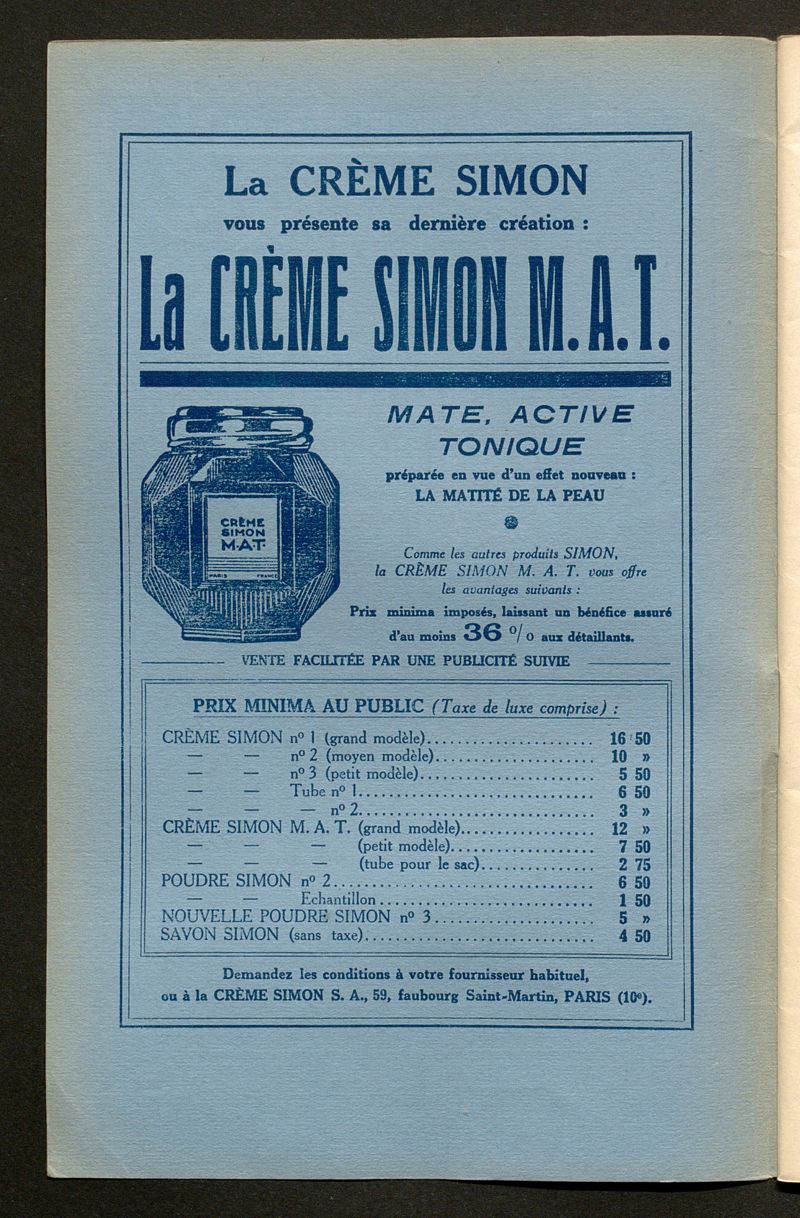 La CRÈME SIMON
vous présente sa dernière création :
La CRÈME SIMON M.A.T.
CRÈME
SIMON
M.A.T.
PARIS FRANCE
MATE, ACTIVE
TONIQUE
préparée en vue d'un effet nouveau :
LA MATITÉ DE LA PEAU
Comme les autres produits SIMON,
la CRÈME SIMON M. A. T. vous offre
les avantages suivants :
Prix minima imposés, laissant un bénéfice assuré
d'au moins 36 % aux détaillants.
VENTE FACILITÉE PAR UNE PUBLICITÉ SUIVIE
PRIX MINIMA AU PUBLIC (Taxe de luxe comprise) :
CRÈME SIMON nº 1 (grand modèle)...................... 16 50
— — nº 2 (moyen modèle)..................... 10 »
— — nº 3 (petit modèle)....................... 5 50
— — Tube nº 1............................... 6 50
— — — nº 2............................... 3 »
CRÈME SIMON M. A. T. (grand modèle).................. 12 »
— — — (petit modèle)................... 7 50
— — — (tube pour le sac)............... 2 75
POUDRE SIMON nº 2.................................. 6 50
— — Echantillon............................ 1 50
NOUVELLE POUDRE SIMON nº 3..................... 5 »
SAVON SIMON (sans taxe).............................. 4 50
Demandez les conditions à votre fournisseur habituel,
ou à la CRÈME SIMON S. A., 59, faubourg Saint-Martin, PARIS (10e).